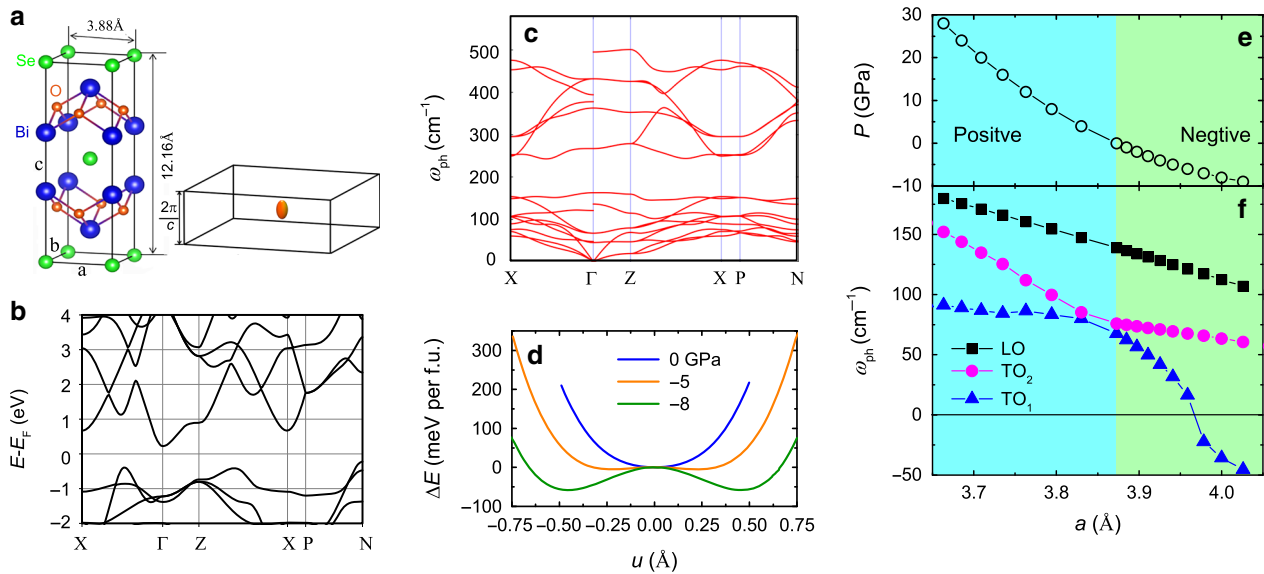 a
3.88Å
Se
O
Bi
c
12.16Å
b
a
2π
c
b
E-E_F (eV)
4
3
2
1
0
−1
−2
X Γ Z X P N
c
ω_ph (cm⁻¹)
500
400
300
200
100
0
X Γ Z X P N
d
ΔE (meV per f.u.)
300
200
100
0
−100
0 GPa
−5
−8
−0.75 −0.50 −0.25 0.00 0.25 0.50 0.75
u (Å)
e
P (GPa)
30
20
10
0
−10
Positve Negtive
f
ω_ph (cm⁻¹)
150
100
50
0
−50
LO
TO₂
TO₁
3.7 3.8 3.9 4.0
a (Å)